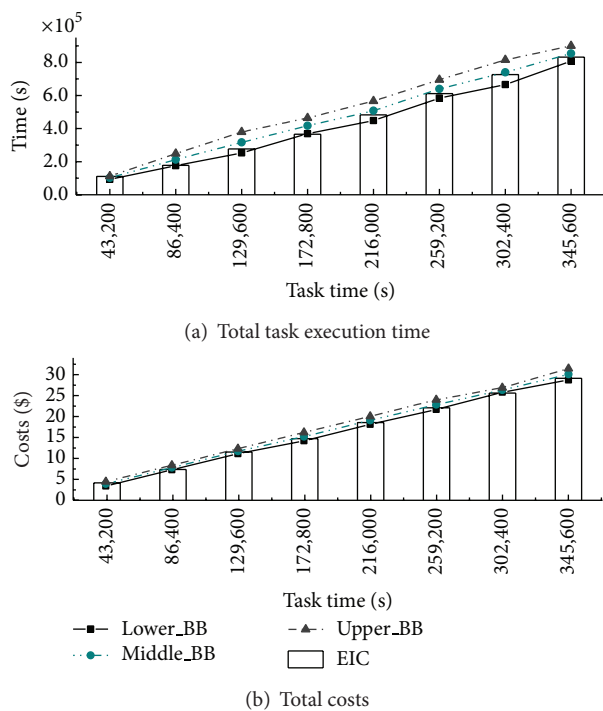 ×10⁵
8.0
6.0
4.0
2.0
0.0
Time (s)
43,200
86,400
129,600
172,800
216,000
259,200
302,400
345,600
Task time (s)
(a) Total task execution time
30
25
20
15
10
5
0
Costs ($)
43,200
86,400
129,600
172,800
216,000
259,200
302,400
345,600
Task time (s)
Lower_BB
Upper_BB
Middle_BB
EIC
(b) Total costs